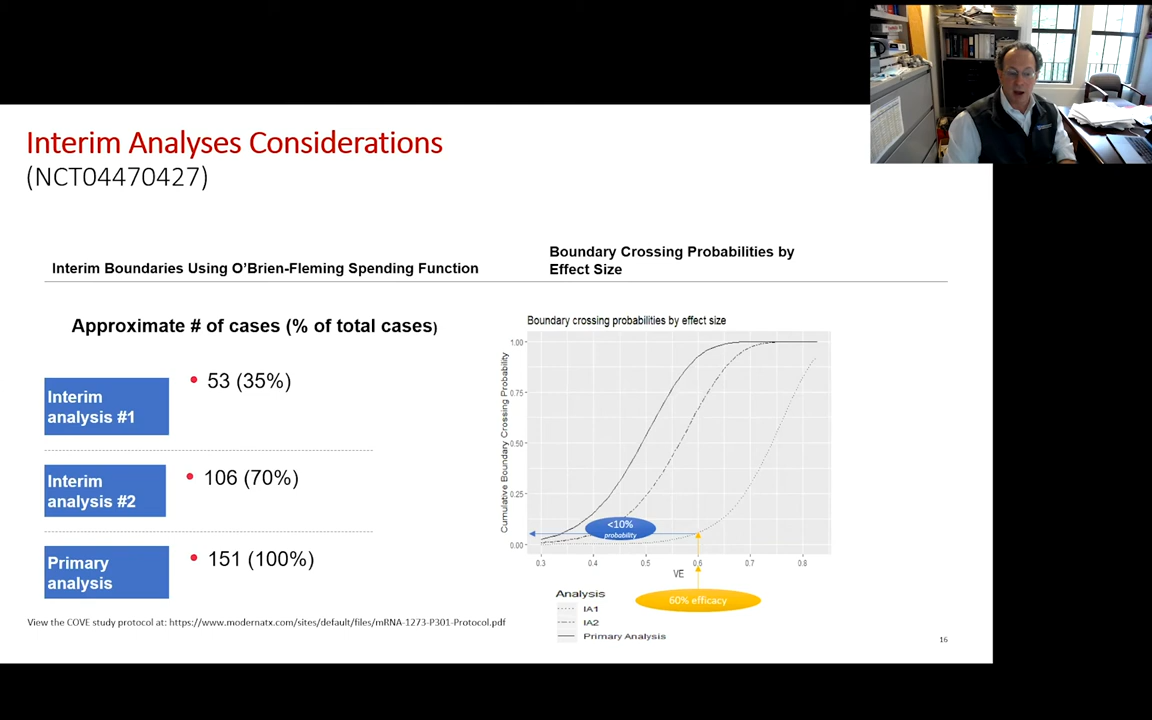 Interim Analyses Considerations
(NCT04470427)
Interim Boundaries Using O'Brien-Fleming Spending Function
Boundary Crossing Probabilities by
Effect Size
Approximate # of cases (% of total cases)
Interim
analysis #1
• 53 (35%)
Interim
analysis #2
• 106 (70%)
Primary
analysis
• 151 (100%)
Boundary crossing probabilities by effect size
Cumulative Boundary Crossing Probability
1.00
0.75
0.50
0.25
0.00
<10%
probability
0.3 0.4 0.5 0.6 0.7 0.8
VE
60% efficacy
Analysis
IA1
IA2
Primary Analysis
View the COVE study protocol at: https://www.modernatx.com/sites/default/files/mRNA-1273-P301-Protocol.pdf
16